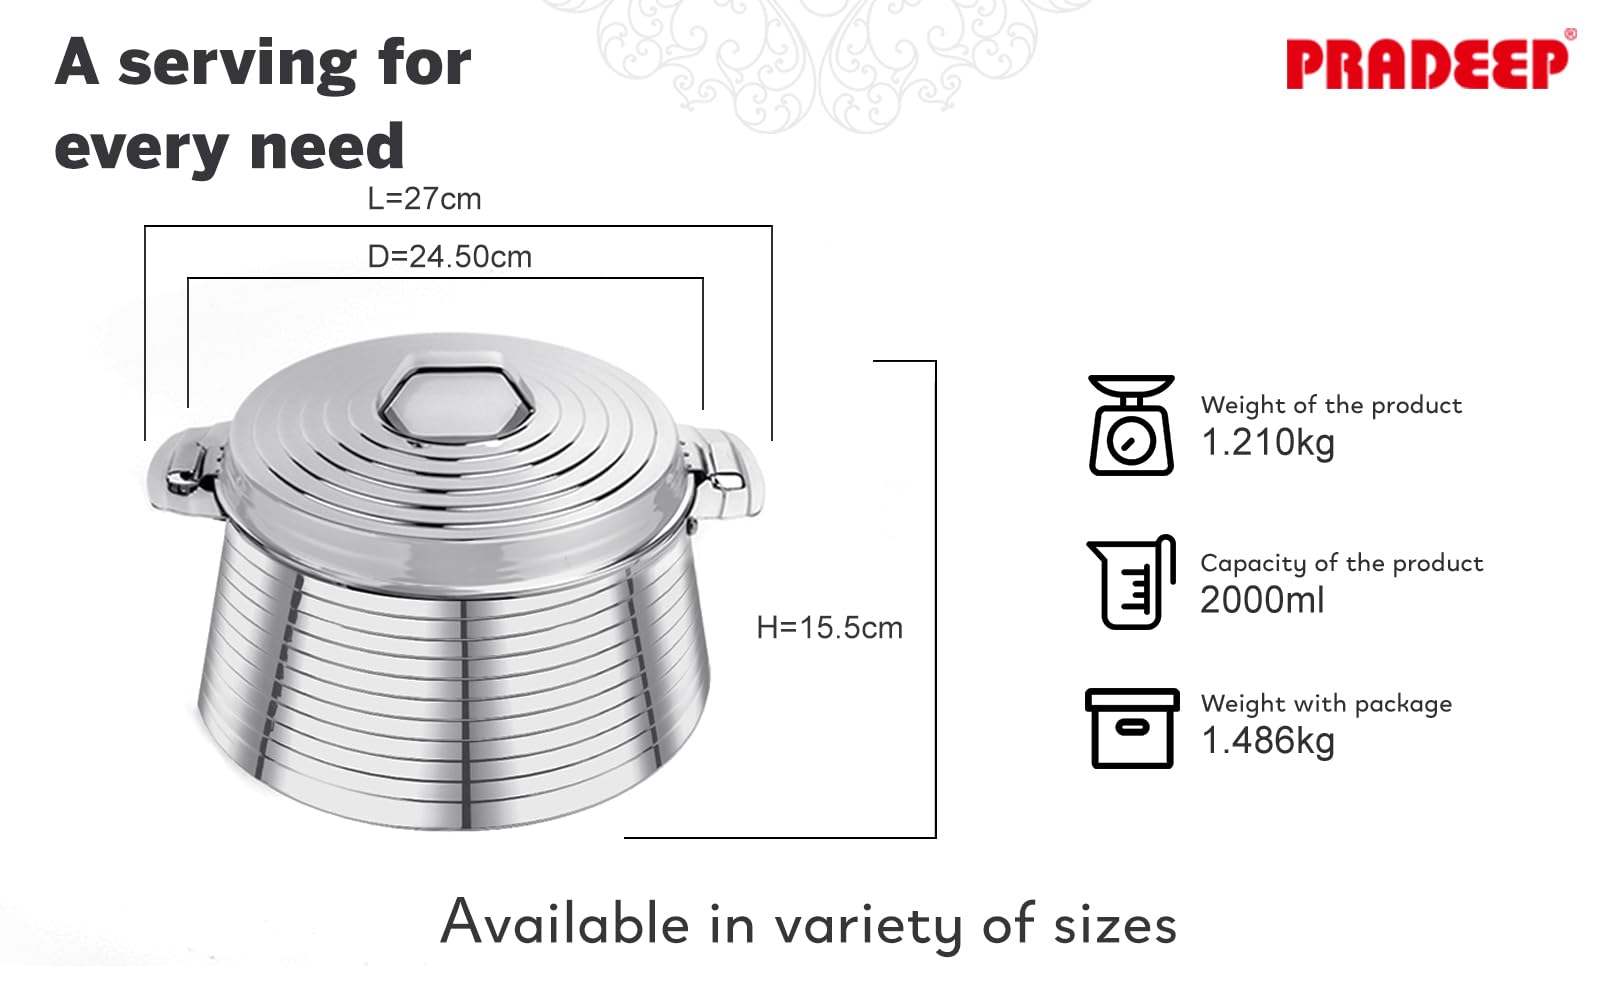 A serving for
every need
PRADEEP®
L=27cm
D=24.50cm
H=15.5cm
Weight of the product
1.210kg
Capacity of the product
2000ml
Weight with package
1.486kg
Available in variety of sizes